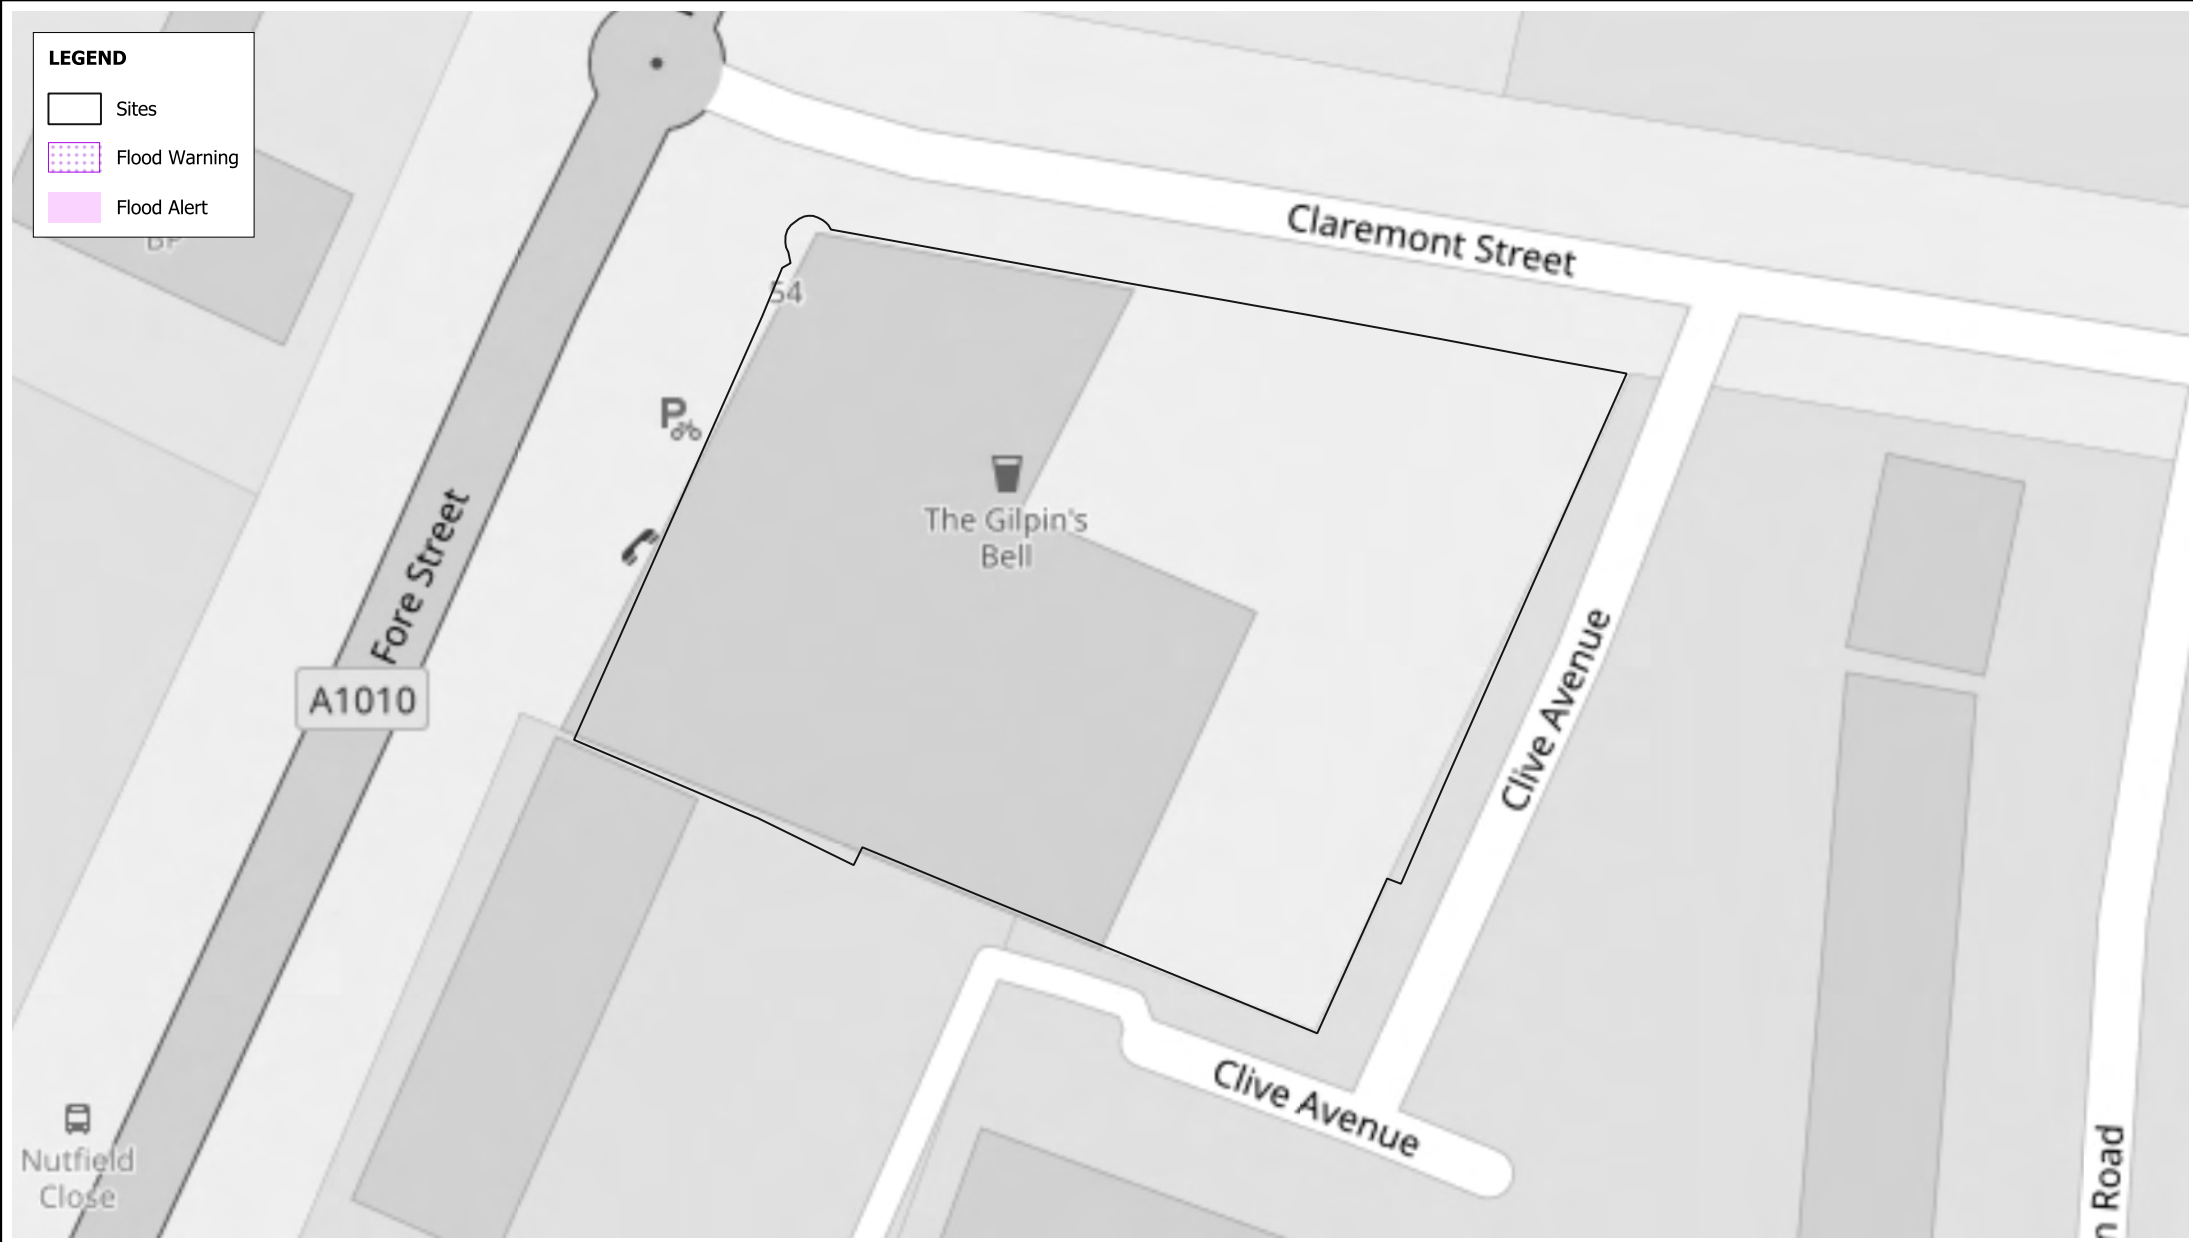 LEGEND
Sites
Flood Warning
Flood Alert
Claremont Street
54
P
The Gilpin's
Bell
Fore Street
A1010
Clive Avenue
Clive Avenue
Nutfield
Close
Road